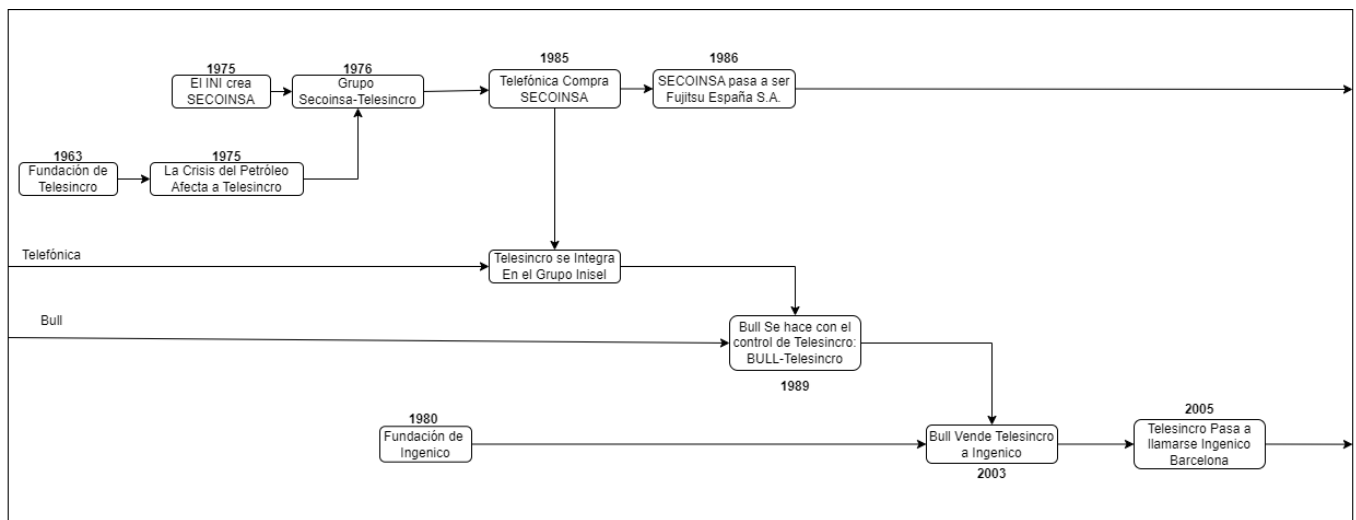 1975
El INI crea
SECOINSA
1976
Grupo
Secoinsa-Telesincro
1985
Telefónica Compra
SECOINSA
1986
SECOINSA pasa a ser
Fujitsu España S.A.
1963
Fundación de
Telesincro
1975
La Crisis del Petróleo
Afecta a Telesincro
Telefónica
Telesincro se Integra
En el Grupo Inisel
Bull
Bull Se hace con el
control de Telesincro:
BULL-Telesincro
1989
1980
Fundación de
Ingenico
Bull Vende Telesincro
a Ingenico
2003
2005
Telesincro Pasa a
llamarse Ingenico
Barcelona